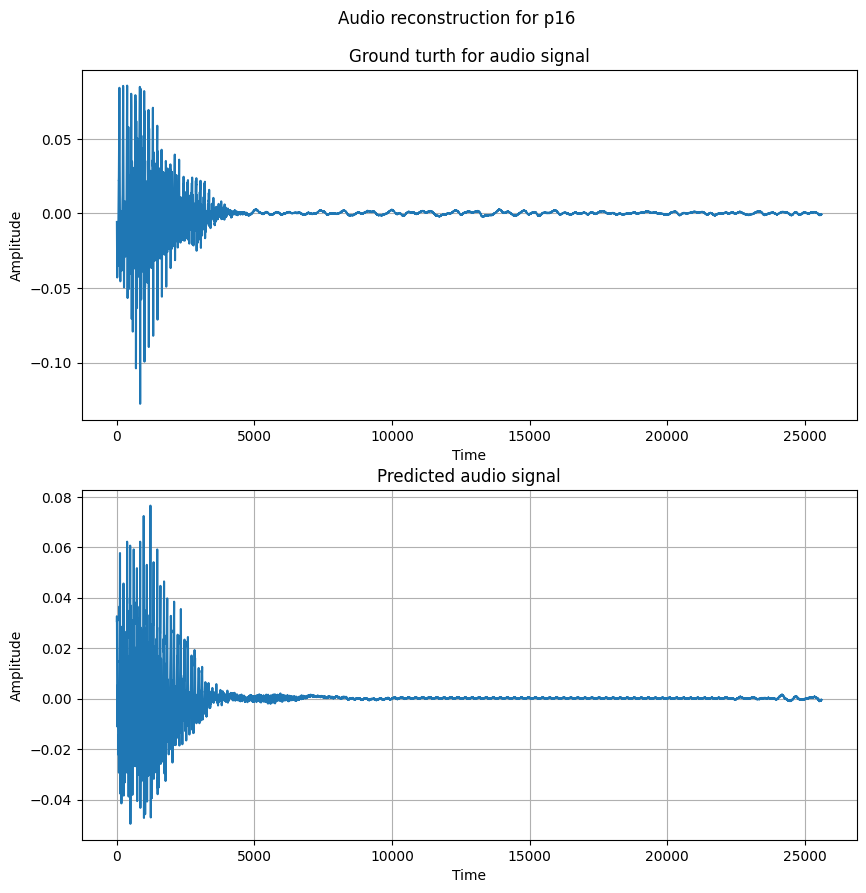 Audio reconstruction for p16
Ground turth for audio signal
0.05
0.00
−0.05
−0.10
Amplitude
0 5000 10000 15000 20000 25000
Time
Predicted audio signal
0.08
0.06
0.04
0.02
0.00
−0.02
−0.04
Amplitude
0 5000 10000 15000 20000 25000
Time